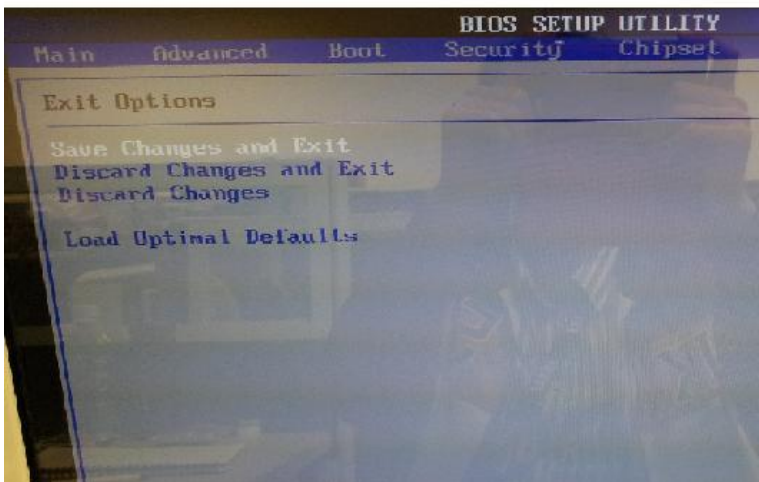 BIOS SETUP UTILITY
Main Advanced Boot Security Chipset
Exit Options
Save Changes and Exit
Discard Changes and Exit
Discard Changes
Load Optimal Defaults